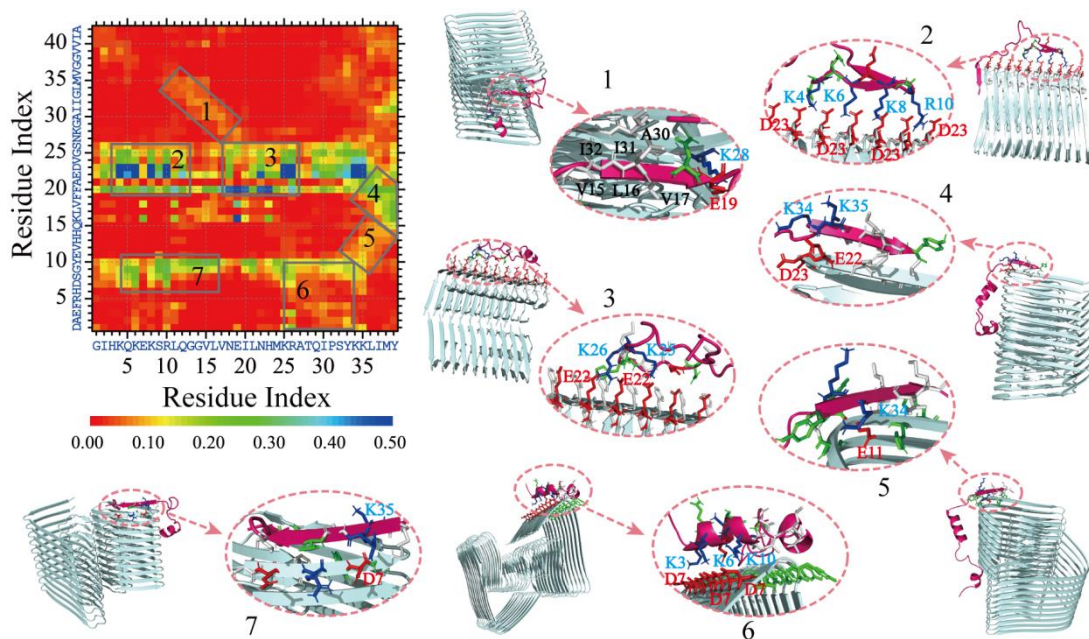 1
2
3
4
5
6
7
40
35
30
25
20
15
10
5
Residue Index
DAEFRHDSGYEVHHQKLVFFAEDVGSNKGAIIGLMVGGVVIA
GIHKQKEKSRLQGGVLVNEILNHMKRATQIPSYKKLIMY
5 10 15 20 25 30 35
Residue Index
0.00 0.10 0.20 0.30 0.40 0.50
1
A30
I32 I31
K28
V15 L16 V17
E19
2
K4 K6 K8 R10
D23 D23
D23 D23
3
K26 K25
E22 E22
4
K34 K35
E22
D23
K34
E11
5
K3 K6 K10
D7
D7 D7
6
K35
D7
7